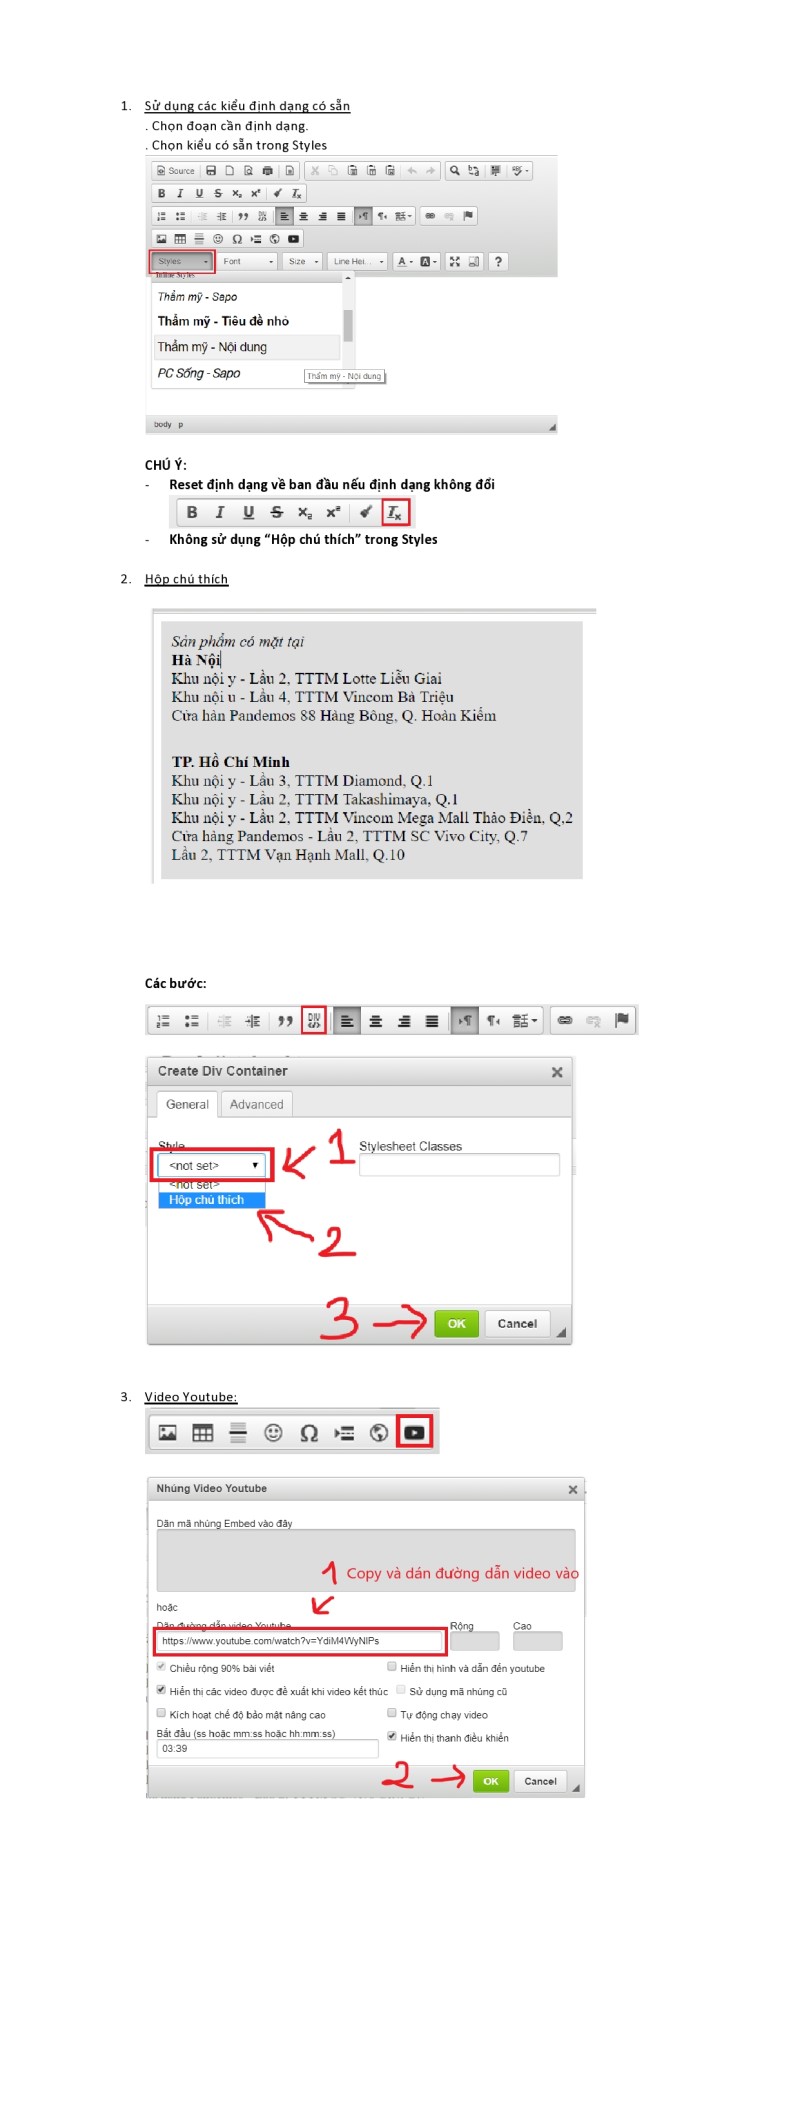 1. Sử dụng các kiểu định dạng có sẵn
. Chọn đoạn cần định dạng.
. Chọn kiểu có sẵn trong Styles
Source
B I U S x₂ x² Tx
Styles Font Size Line Hei... A A ?
Inline Styles
Thẩm mỹ - Sapo
Thẩm mỹ - Tiêu đề nhỏ
Thẩm mỹ - Nội dung
PC Sống - Sapo
Thẩm mỹ - Nội dung
body p
CHÚ Ý:
- Reset định dạng về ban đầu nếu định dạng không đổi
B I U S x₂ x² Tx
- Không sử dụng “Hộp chú thích” trong Styles
2. Hộp chú thích
Sản phẩm có mặt tại
Hà Nội
Khu nội y - Lầu 2, TTTM Lotte Liễu Giai
Khu nội u - Lầu 4, TTTM Vincom Bà Triệu
Cửa hàn Pandemos 88 Hàng Bông, Q. Hoàn Kiếm
TP. Hồ Chí Minh
Khu nội y - Lầu 3, TTTM Diamond, Q.1
Khu nội y - Lầu 2, TTTM Takashimaya, Q.1
Khu nội y - Lầu 2, TTTM Vincom Mega Mall Thảo Điền, Q,2
Cửa hàng Pandemos - Lầu 2, TTTM SC Vivo City, Q.7
Lầu 2, TTTM Vạn Hạnh Mall, Q.10
Các bước:
DIV
Create Div Container
General Advanced
Style Stylesheet Classes
<not set> 1
<not set>
Hộp chú thích
2
3 OK Cancel
3. Video Youtube:
Nhúng Video Youtube
Dán mã nhúng Embed vào đây
1 Copy và dán đường dẫn video vào
hoặc
Dán đường dẫn video Youtube Rộng Cao
https://www.youtube.com/watch?v=YdiM4WyNlPs
Chiều rộng 90% bài viết Hiển thị hình và dẫn đến youtube
Hiển thị các video được đề xuất khi video kết thúc Sử dụng mã nhúng cũ
Kích hoạt chế độ bảo mật nâng cao Tự động chạy video
Bắt đầu (ss hoặc mm:ss hoặc hh:mm:ss) Hiển thị thanh điều khiển
03:39
2 OK Cancel